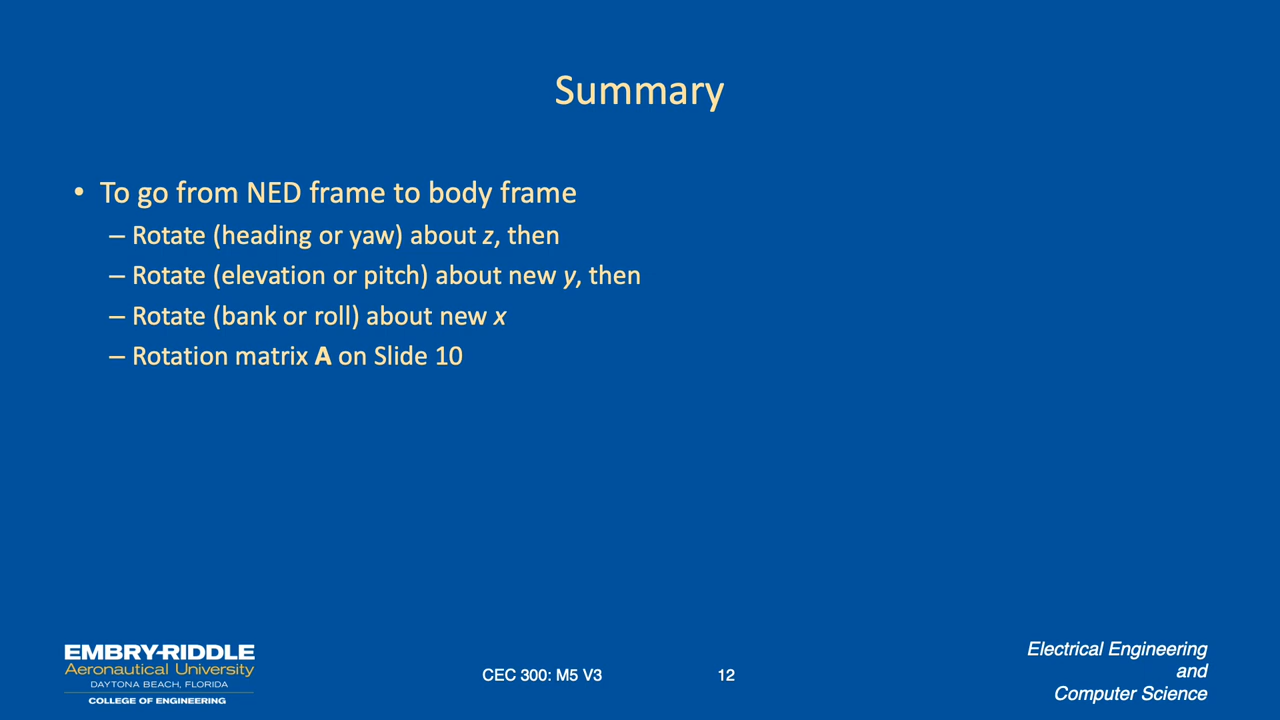 Summary
• To go from NED frame to body frame
– Rotate (heading or yaw) about z, then
– Rotate (elevation or pitch) about new y, then
– Rotate (bank or roll) about new x
– Rotation matrix A on Slide 10
EMBRY-RIDDLE
Aeronautical University
DAYTONA BEACH, FLORIDA
COLLEGE OF ENGINEERING
CEC 300: M5 V3
12
Electrical Engineering
and
Computer Science